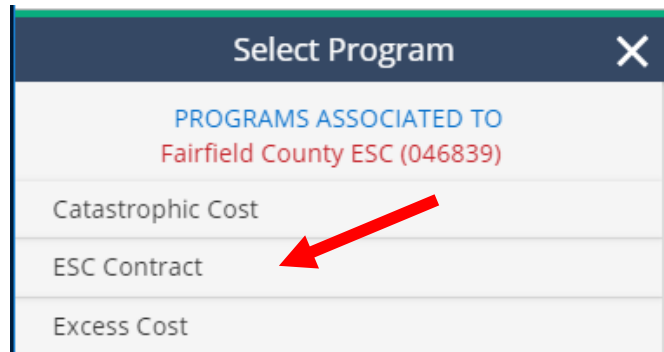 Select Program
PROGRAMS ASSOCIATED TO
Fairfield County ESC (046839)
Catastrophic Cost
ESC Contract
Excess Cost